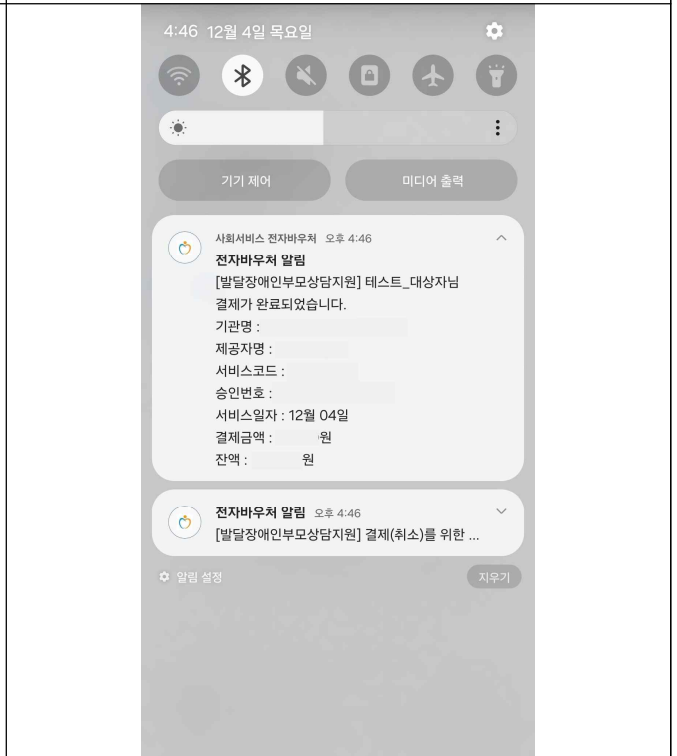 4:46 12월 4일 목요일
기기 제어
미디어 출력
사회서비스 전자바우처 오후 4:46
전자바우처 알림
[발달장애인부모상담지원] 테스트_대상자님
결제가 완료되었습니다.
기관명 :
제공자명 :
서비스코드 :
승인번호 :
서비스일자 : 12월 04일
결제금액 : 원
잔액 : 원
전자바우처 알림 오후 4:46
[발달장애인부모상담지원] 결제(취소)를 위한 ...
알림 설정
지우기